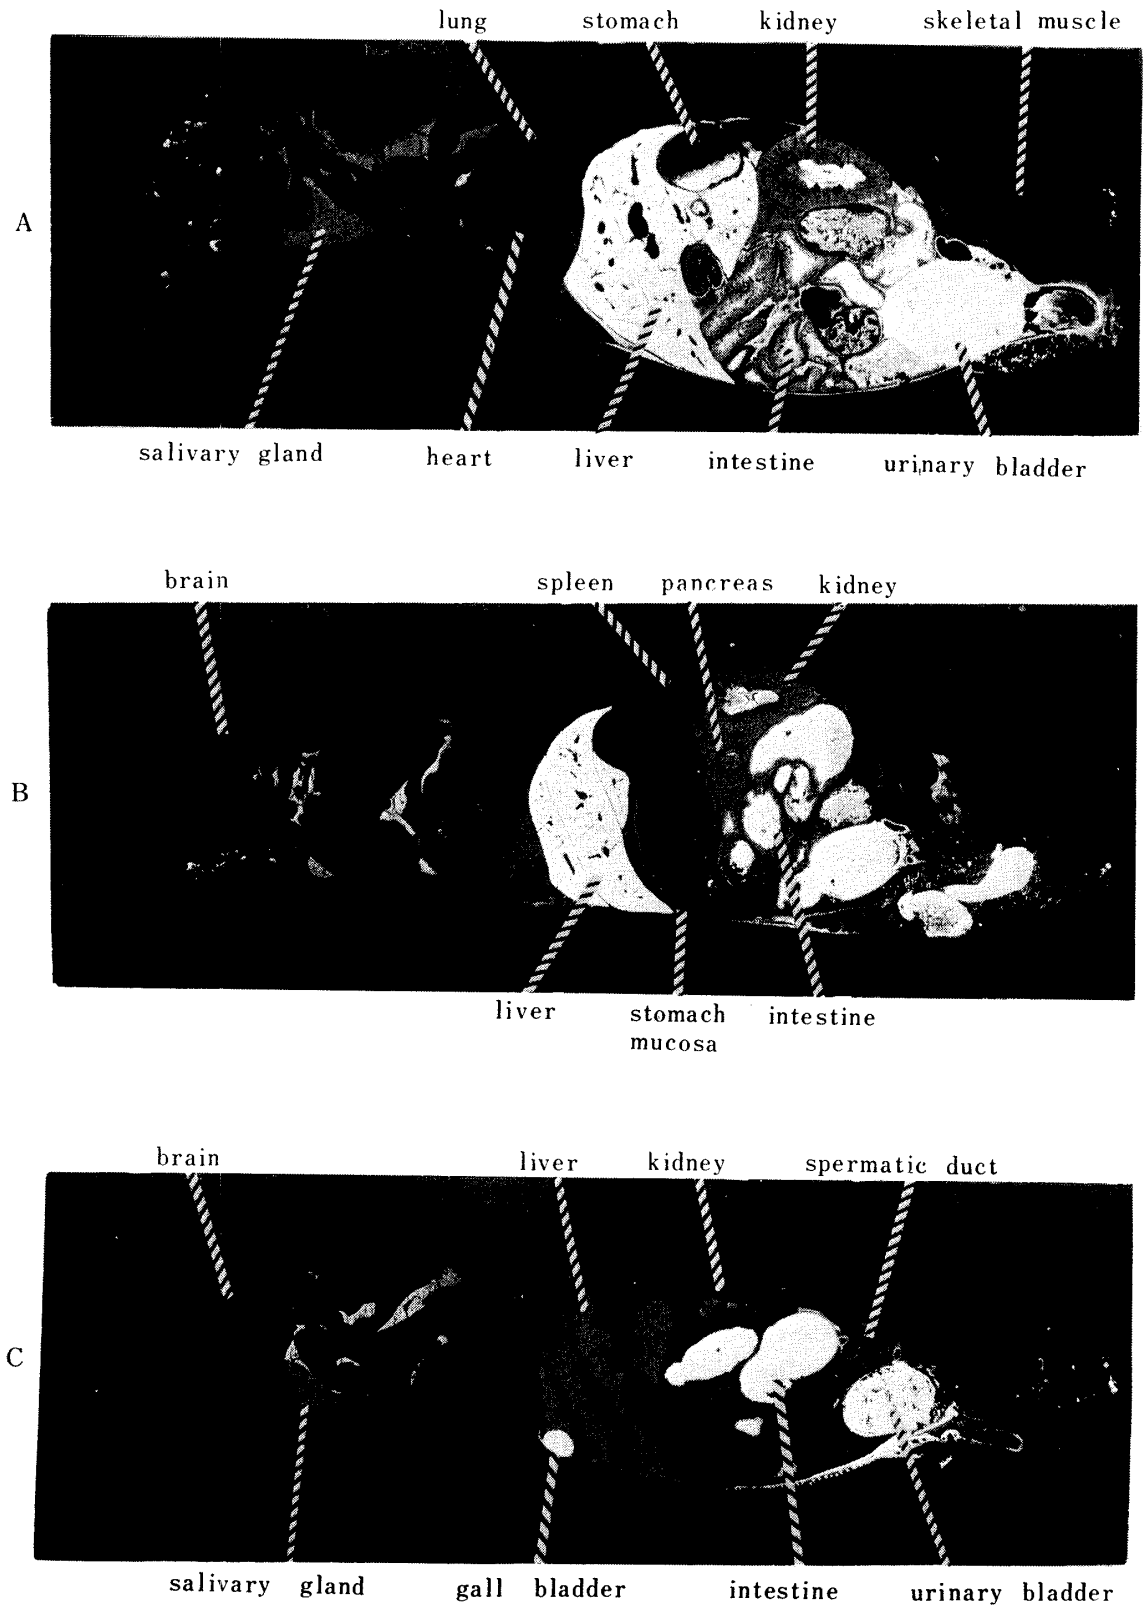 lung stomach kidney skeletal muscle
A
salivary gland heart liver intestine urinary bladder
brain spleen pancreas kidney
B
liver stomach intestine
mucosa
brain liver kidney spermatic duct
C
salivary gland gall bladder intestine urinary bladder